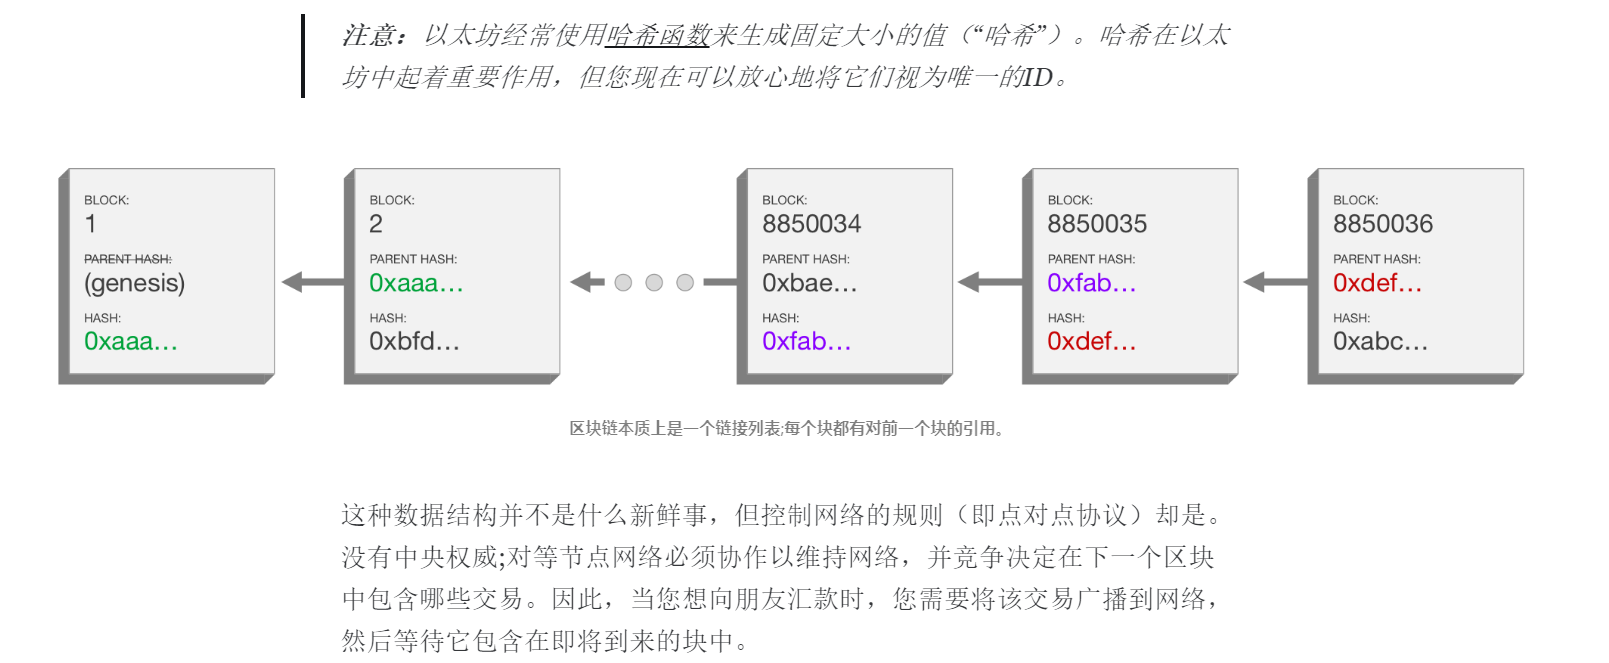 注意：以太坊经常使用哈希函数来生成固定大小的值（“哈希”）。哈希在以太
坊中起着重要作用，但您现在可以放心地将它们视为唯一的ID。
BLOCK:
1
PARENT HASH:
(genesis)
HASH:
0xaaa...
BLOCK:
2
PARENT HASH:
0xaaa...
HASH:
0xbfd...
BLOCK:
8850034
PARENT HASH:
0xbae...
HASH:
0xfab...
BLOCK:
8850035
PARENT HASH:
0xfab...
HASH:
0xdef...
BLOCK:
8850036
PARENT HASH:
0xdef...
HASH:
0xabc...
区块链本质上是一个链接列表;每个块都有对前一个块的引用。
这种数据结构并不是什么新鲜事，但控制网络的规则（即点对点协议）却是。
没有中央权威;对等节点网络必须协作以维持网络，并竞争决定在下一个区块
中包含哪些交易。因此，当您想向朋友汇款时，您需要将该交易广播到网络，
然后等待它包含在即将到来的块中。